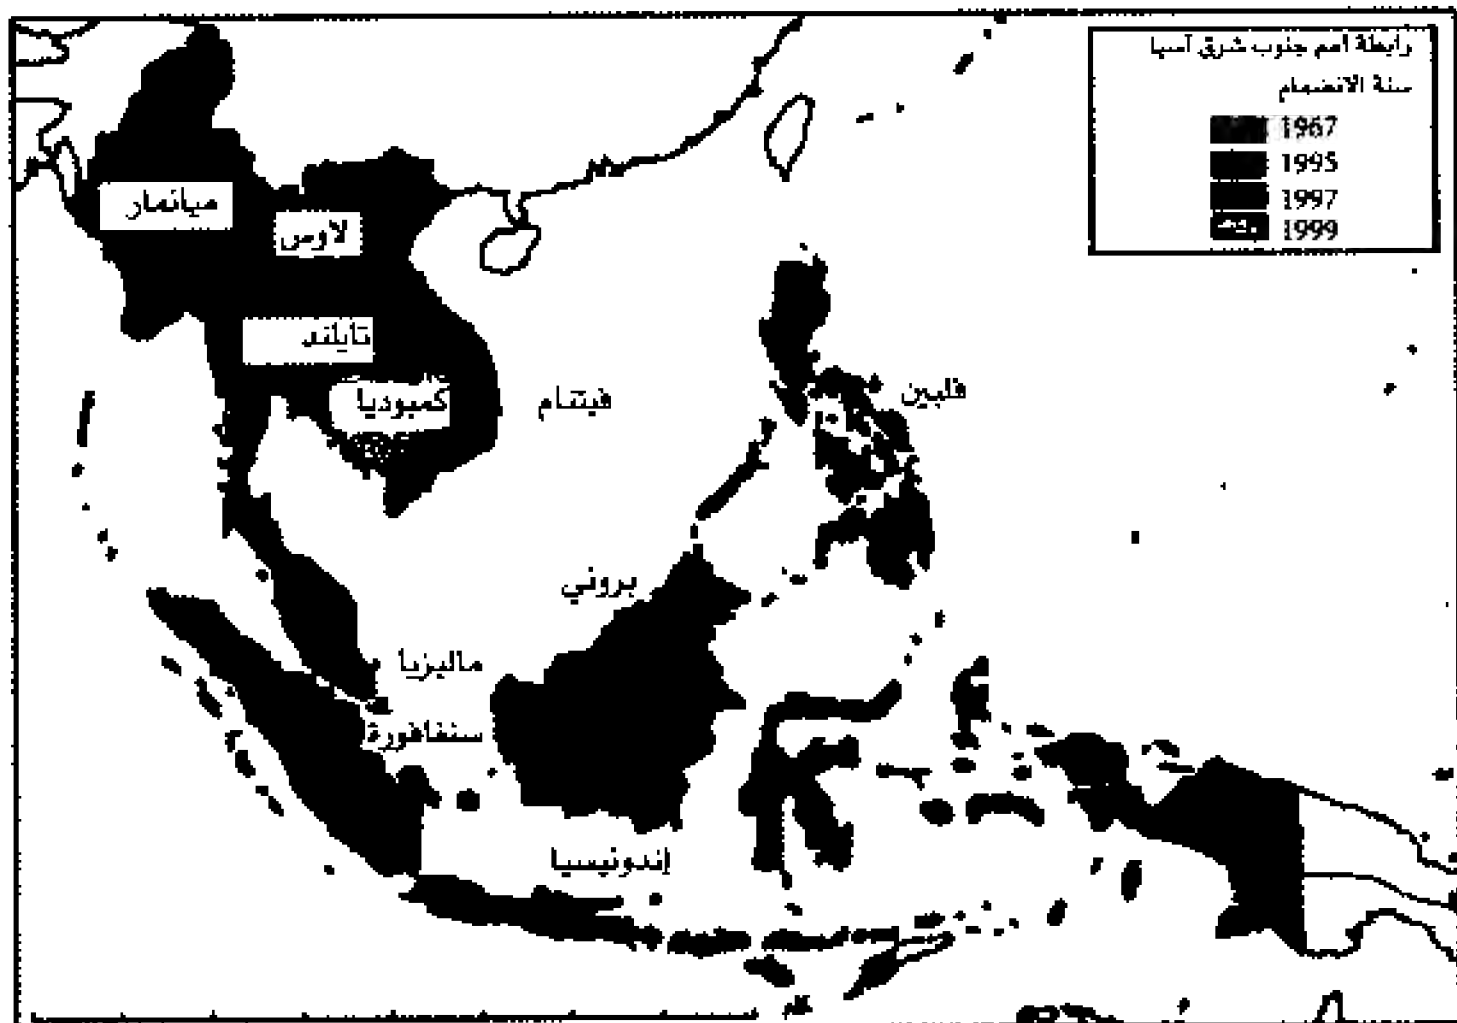 رابطة امم جنوب شرق آسيا
سنة الانضمام
1967
1995
1997
1999
ميانمار
لاوس
تايلند
كمبوديا
فيتنام
فلبين
بروني
ماليزيا
سنغافورة
إندونيسيا